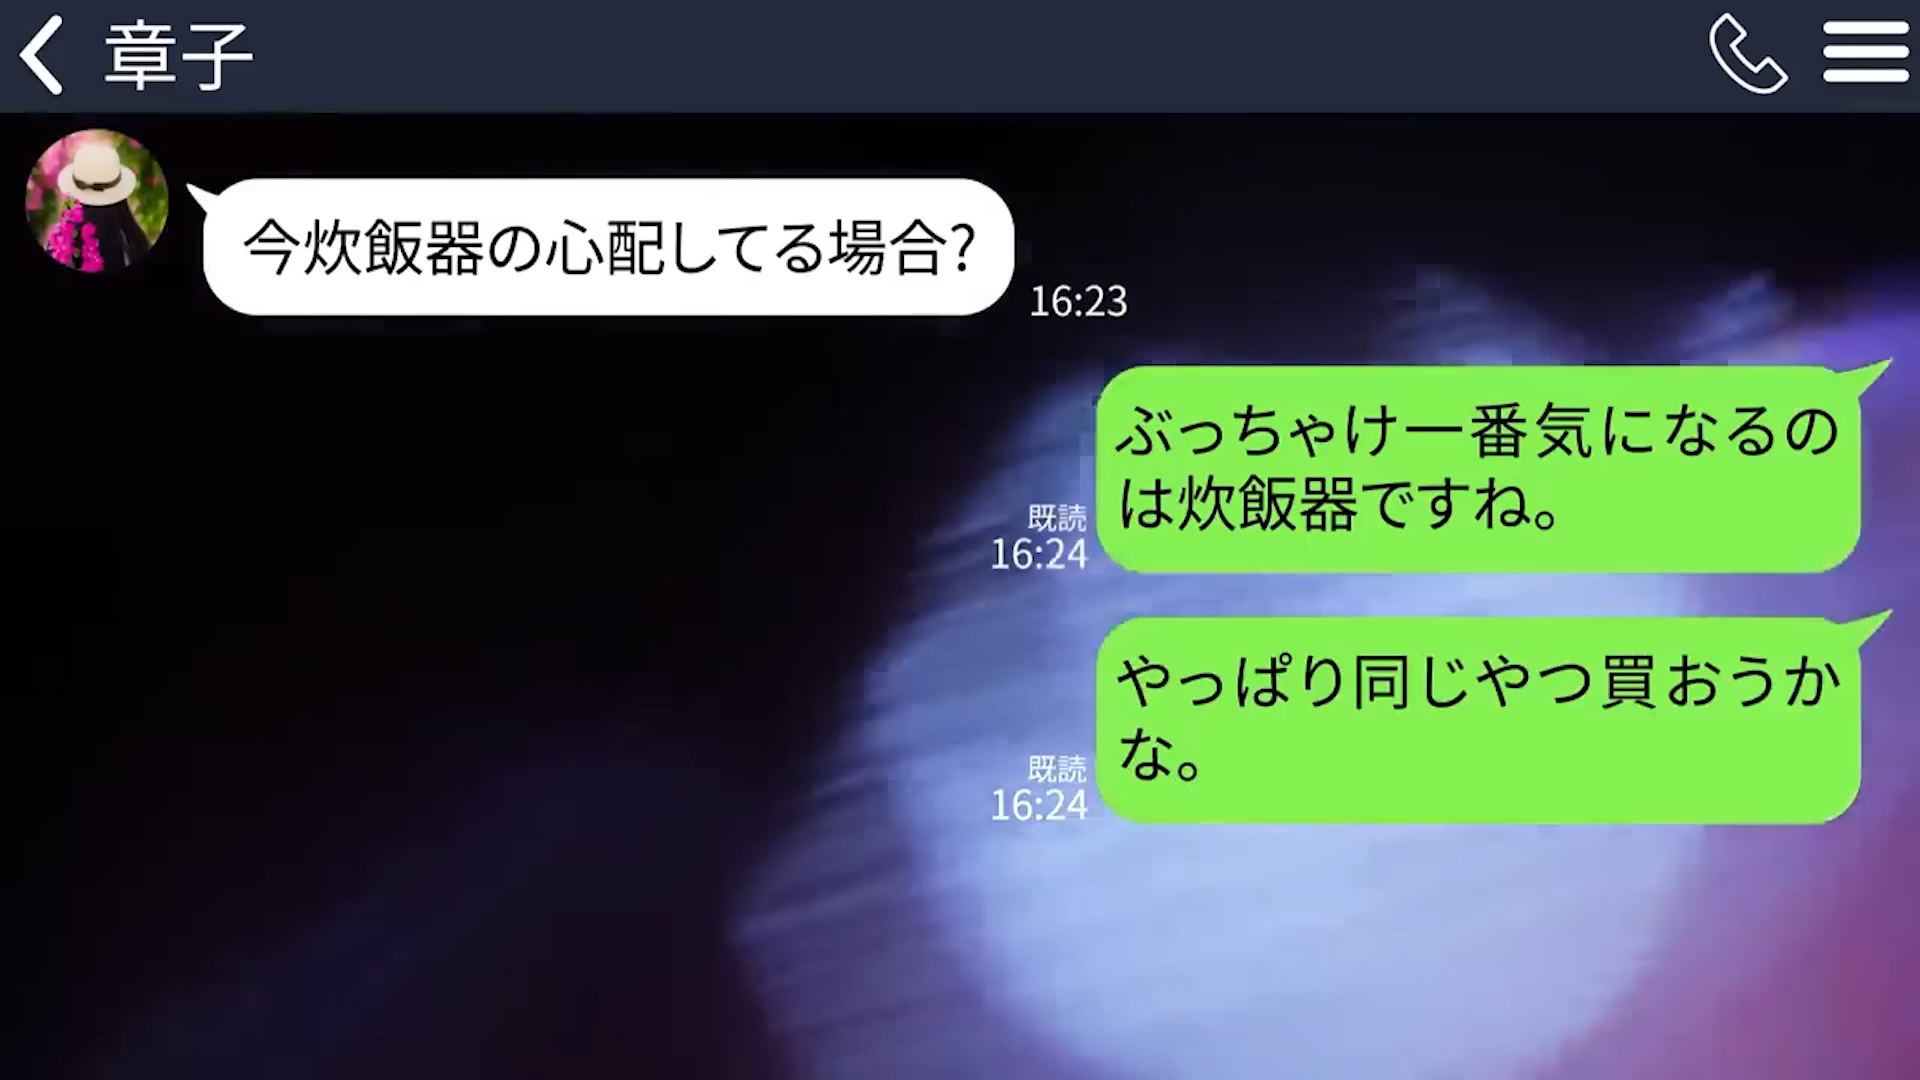 章子
今炊飯器の心配してる場合?
16:23
ぶっちゃけ一番気になるの
は炊飯器ですね。
既読
16:24
やっぱり同じやつ買おうか
な。
既読
16:24